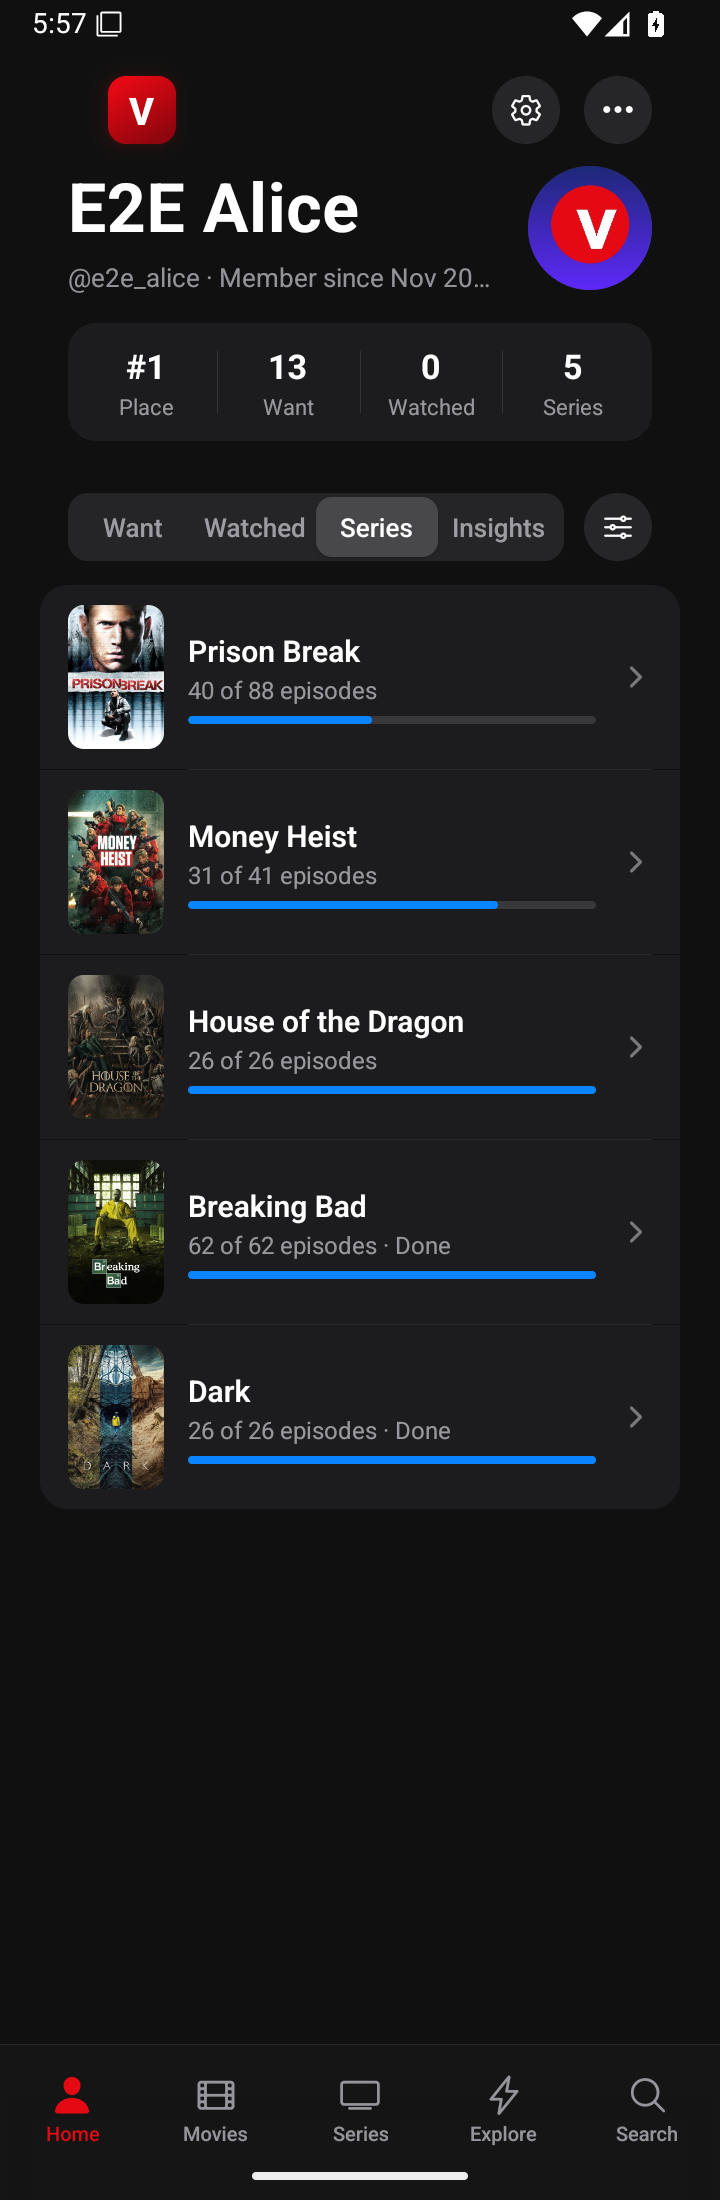 5:57
V
E2E Alice
@e2e_alice · Member since Nov 20...
V
#1 13 0 5
Place Want Watched Series
Want Watched Series Insights
PRISON BREAK
Prison Break
40 of 88 episodes
MONEY
HEIST
Money Heist
31 of 41 episodes
HOUSE OF THE
DRAGON
House of the Dragon
26 of 26 episodes
Breaking
Bad
Breaking Bad
62 of 62 episodes · Done
DARK
Dark
26 of 26 episodes · Done
Home Movies Series Explore Search